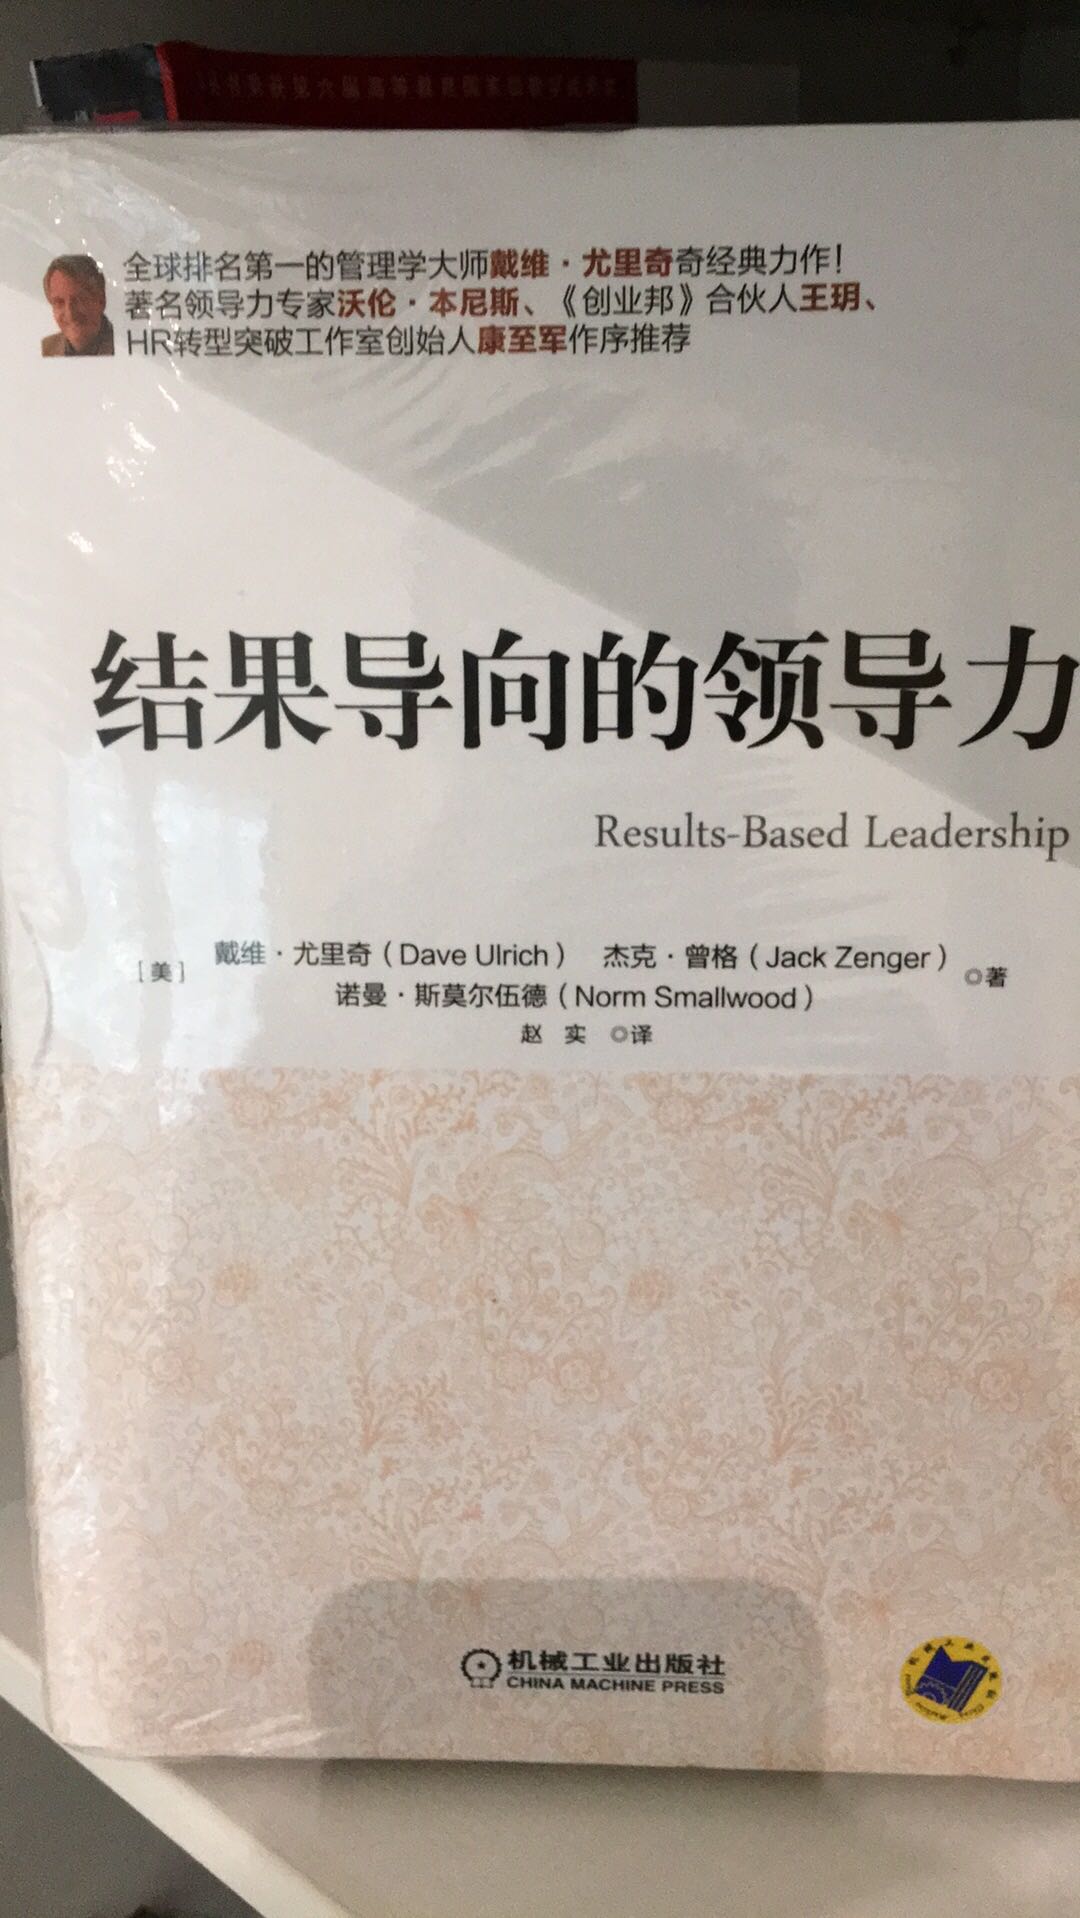 全球排名第一的管理学大师戴维·尤里奇奇经典力作！
著名领导力专家沃伦·本尼斯、《创业邦》合伙人王玥、
HR转型突破工作室创始人康至军作序推荐
结果导向的领导力
Results-Based Leadership
[美] 戴维·尤里奇（Dave Ulrich） 杰克·曾格（Jack Zenger） ◎著
诺曼·斯莫尔伍德（Norm Smallwood）
赵 实 ◎译
机械工业出版社
CHINA MACHINE PRESS